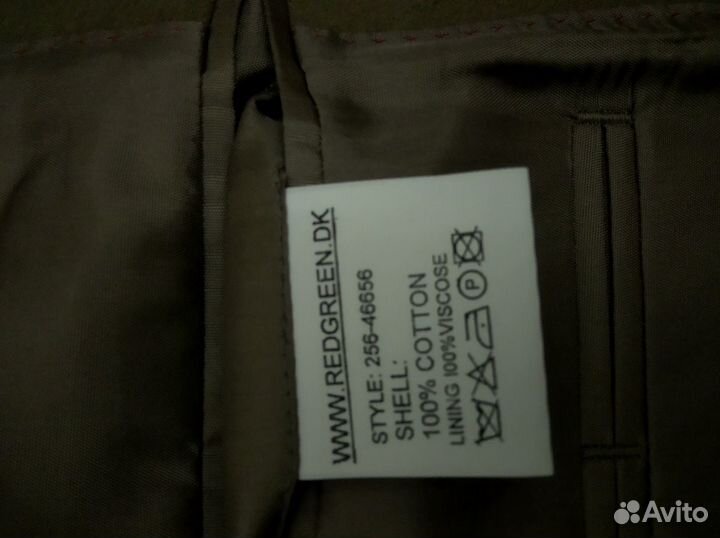 WWW.REDGREEN.DK
STYLE: 256-46656
SHELL:
100% COTTON
LINING 100%VISCOSE
P
Avito